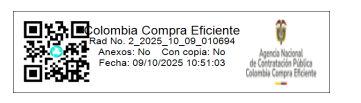 Colombia Compra Eficiente
Rad No. 2_2025_10_09_010694
Anexos: No Con copia: No
Fecha: 09/10/2025 10:51:03
Agencia Nacional
de Contratación Pública
Colombia Compra Eficiente